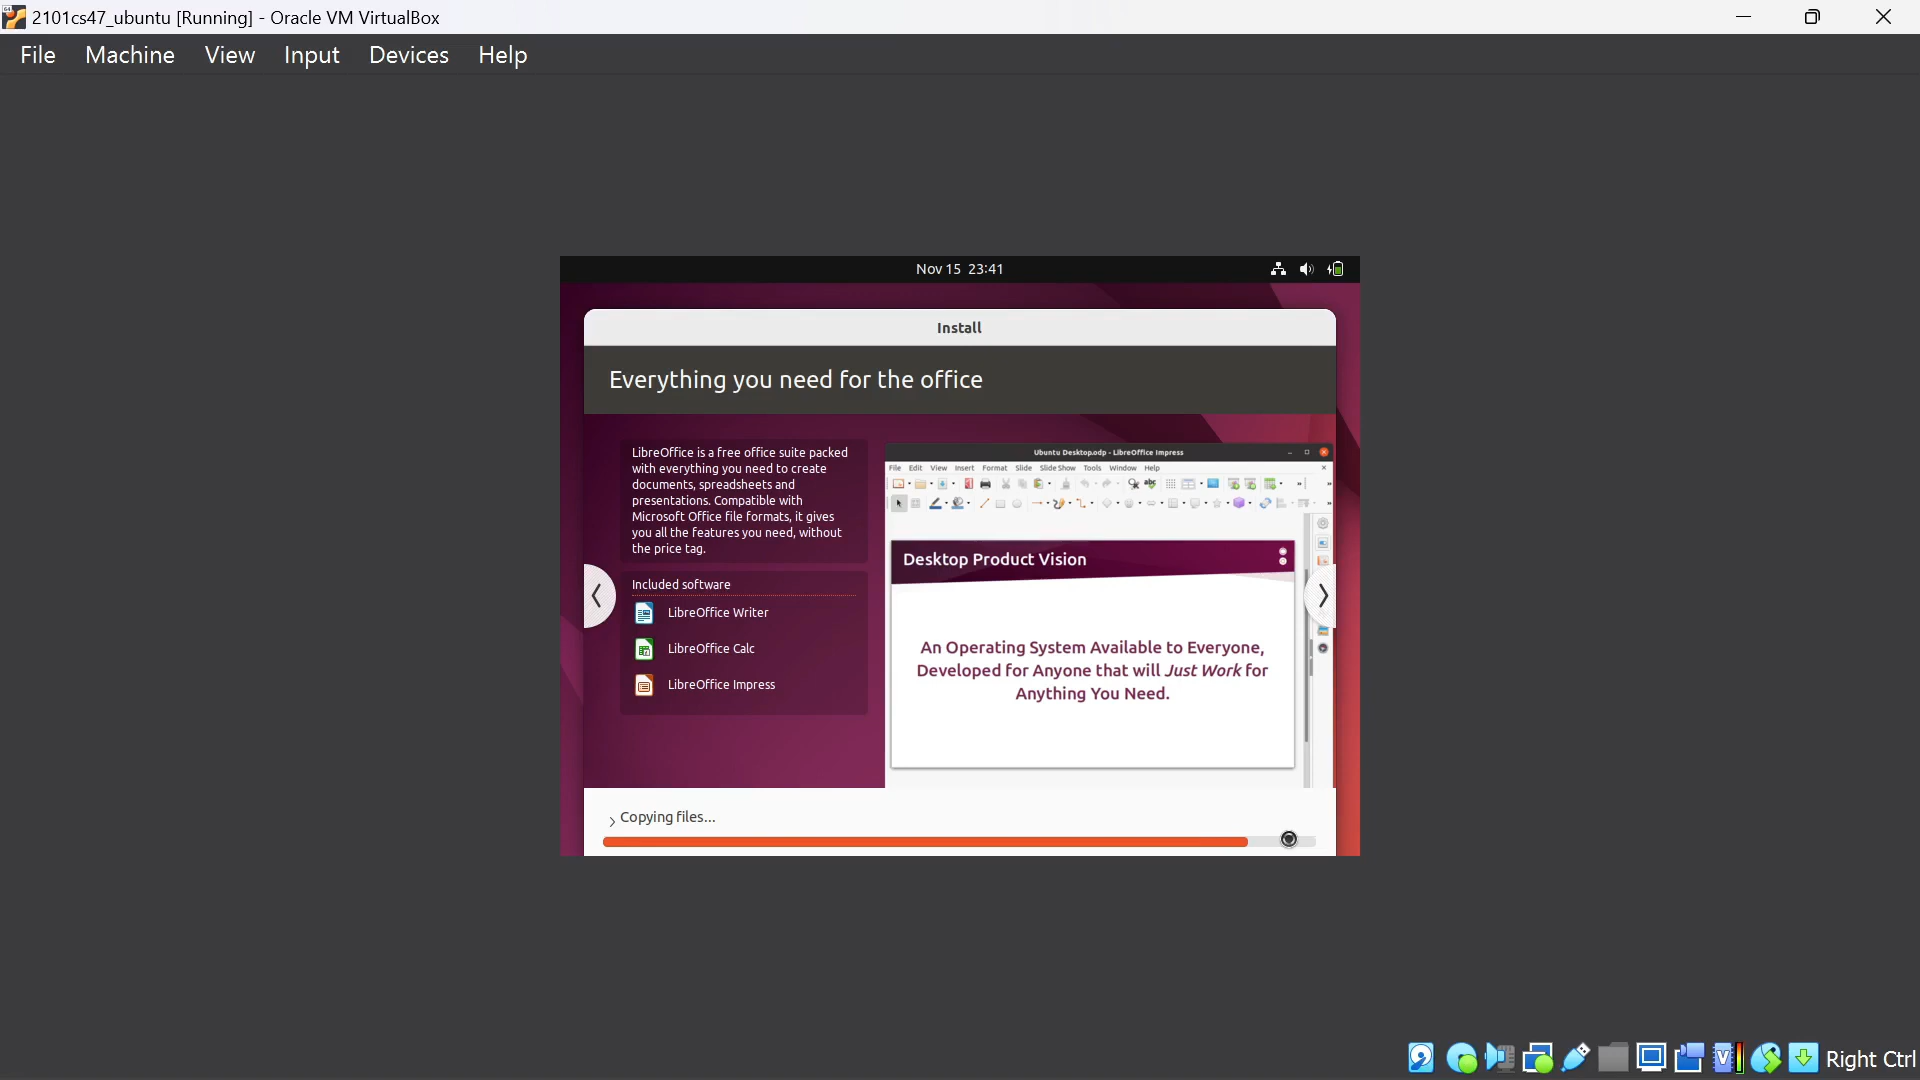 2101cs47_ubuntu [Running] - Oracle VM VirtualBox
File Machine View Input Devices Help
Nov 15 23:41
Install
Everything you need for the office
LibreOffice is a free office suite packed
with everything you need to create
documents, spreadsheets and
presentations. Compatible with
Microsoft Office file formats, it gives
you all the features you need, without
the price tag.
Included software
LibreOffice Writer
LibreOffice Calc
LibreOffice Impress
Ubuntu Desktop.odp - LibreOffice Impress
File Edit View Insert Format Slide Slide Show Tools Window Help
Desktop Product Vision
An Operating System Available to Everyone,
Developed for Anyone that will Just Work for
Anything You Need.
Copying files...
Right Ctrl